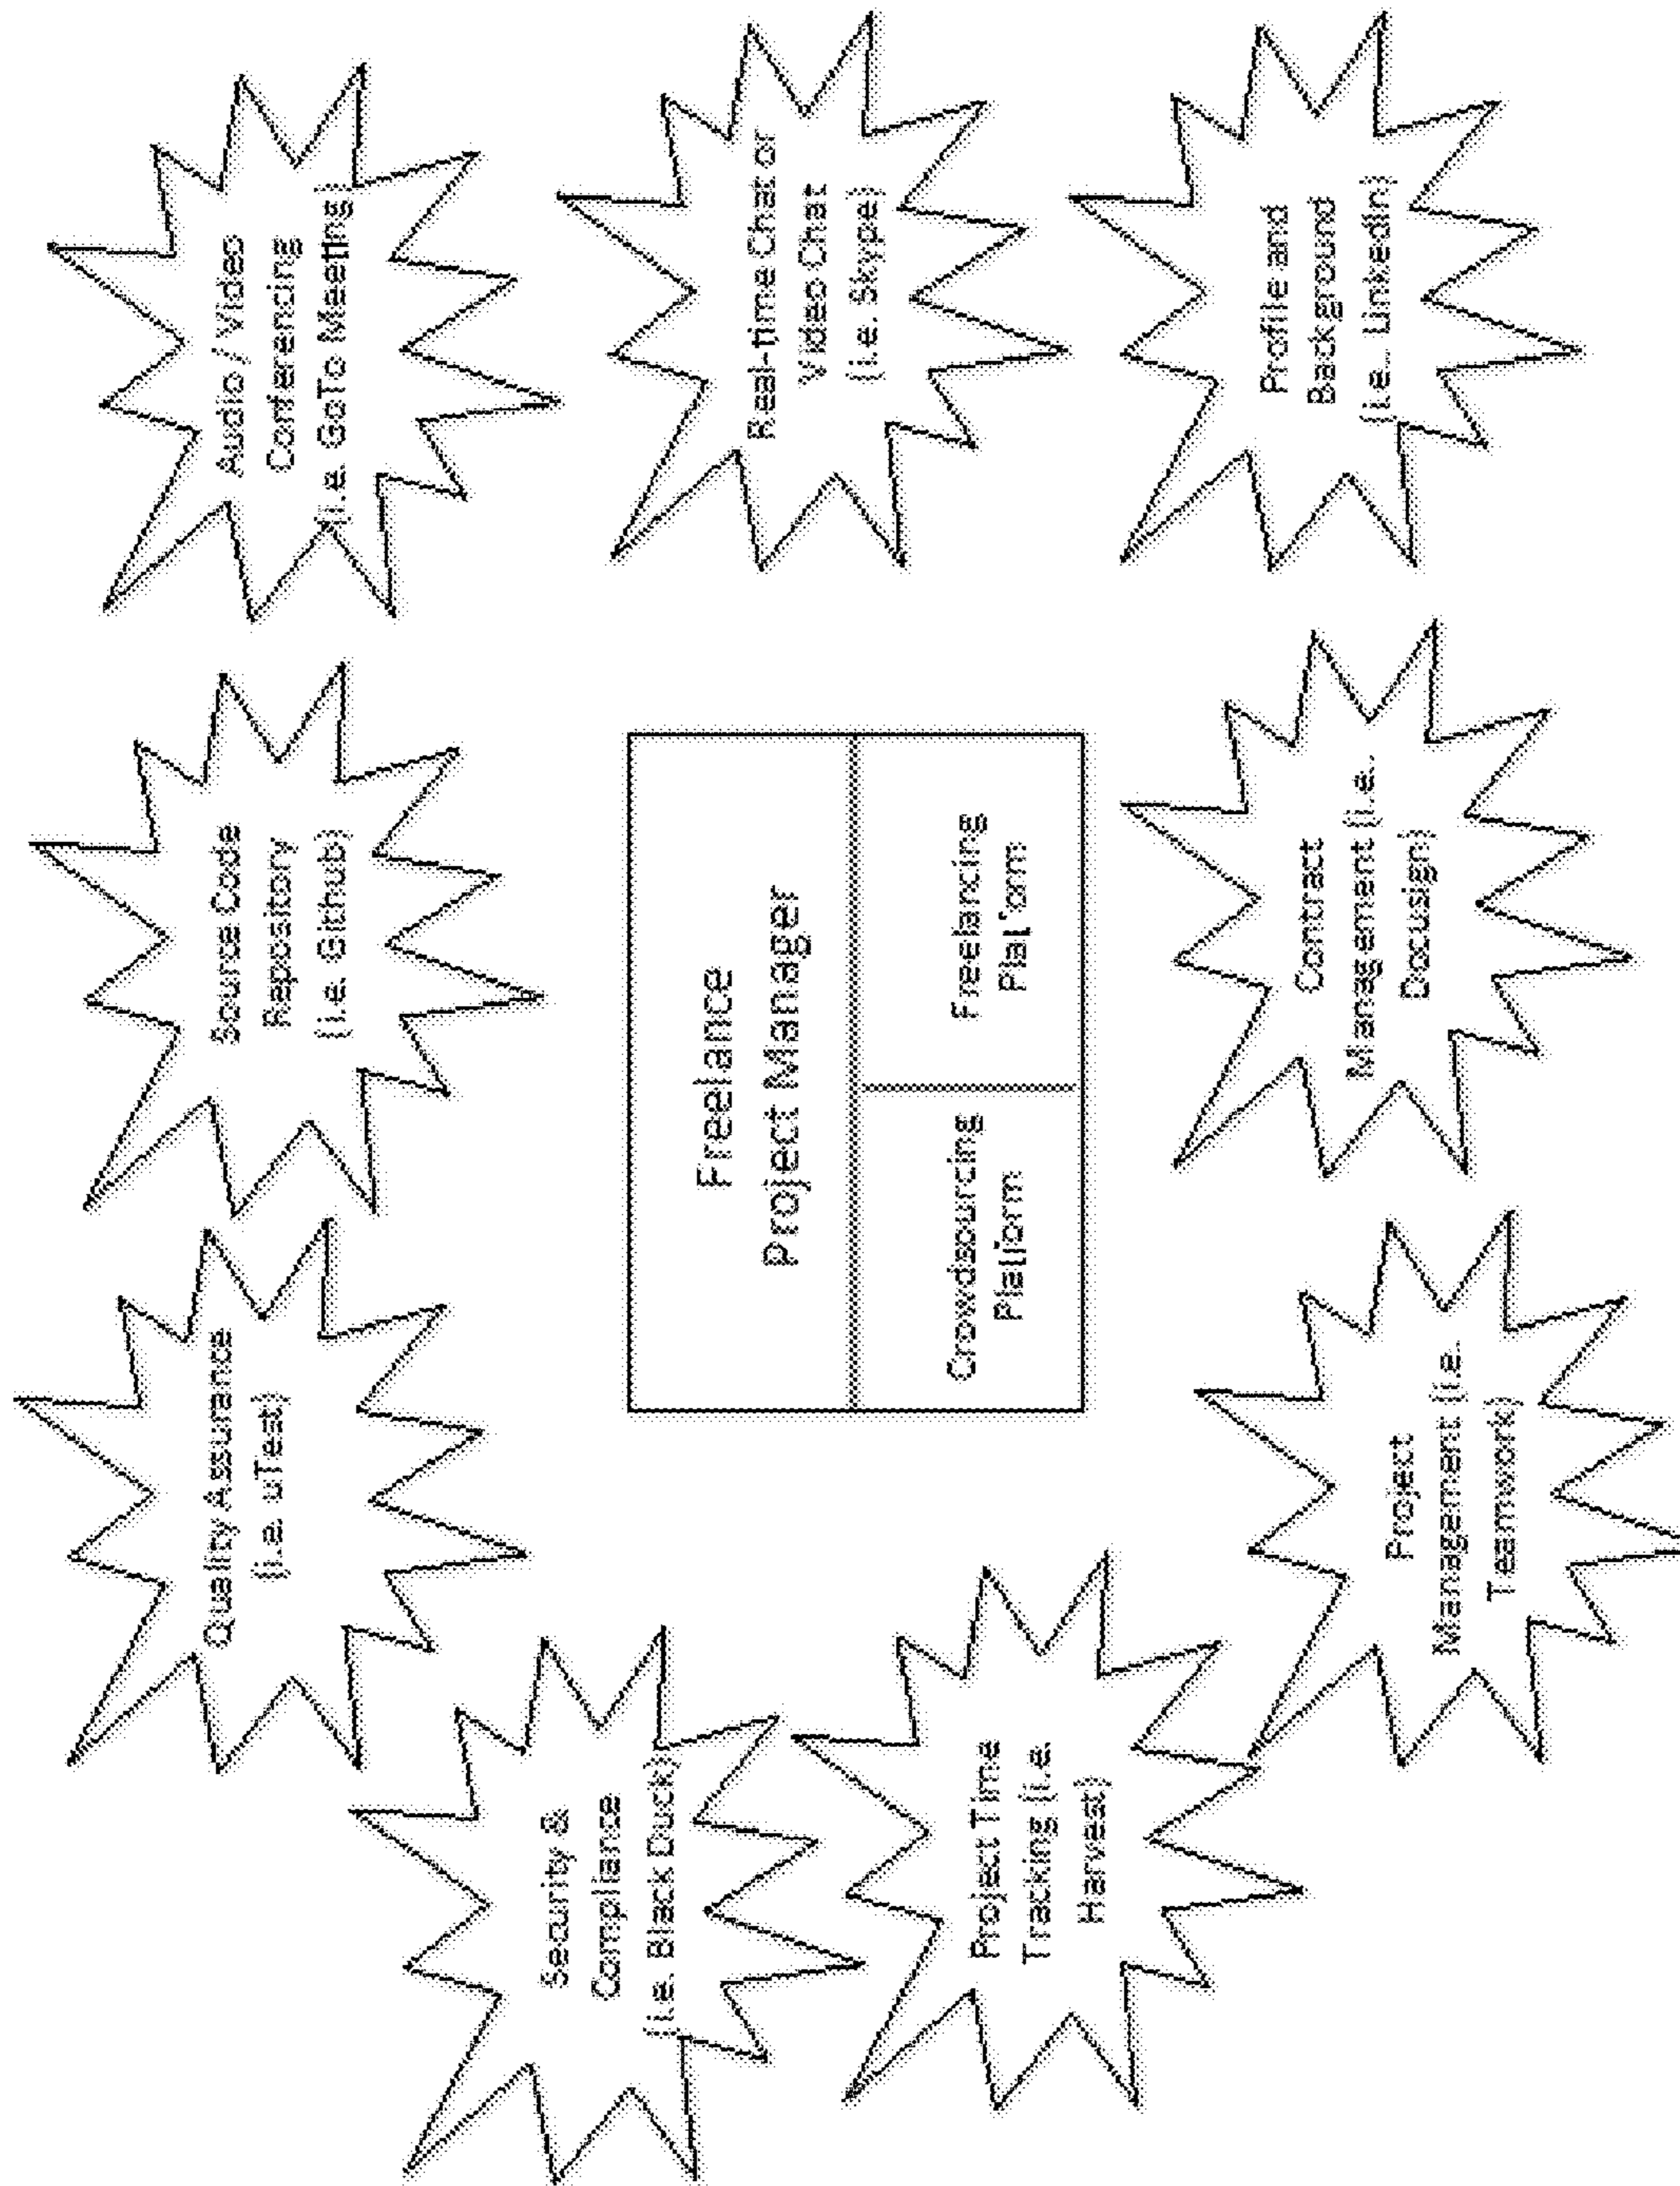 Quality Assurance
(i.e. uTest)
Source Code
Repository
(i.e. Github)
Audio / Video
Conferencing
(i.e GoTo Meeting)
Security &
Compliance
(i.e. Black Duck)
Freelance
Project Manager
Crowdsourcing
Platform
Freelancing
Platform
Real-time Chat or
Video Chat
(i.e. Skype)
Project Time
Tracking (i.e.
Harvest)
Project
Management (i.e..
Teamwork)
Contract
Management (i.e..
Docusign)
Profile and
Background
(i.e.. LinkedIn)